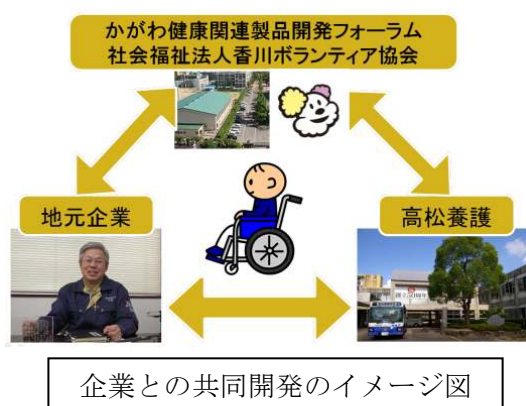 かがわ健康関連製品開発フォーラム
社会福祉法人香川ボランティア協会
地元企業
高松養護
企業との共同開発のイメージ図